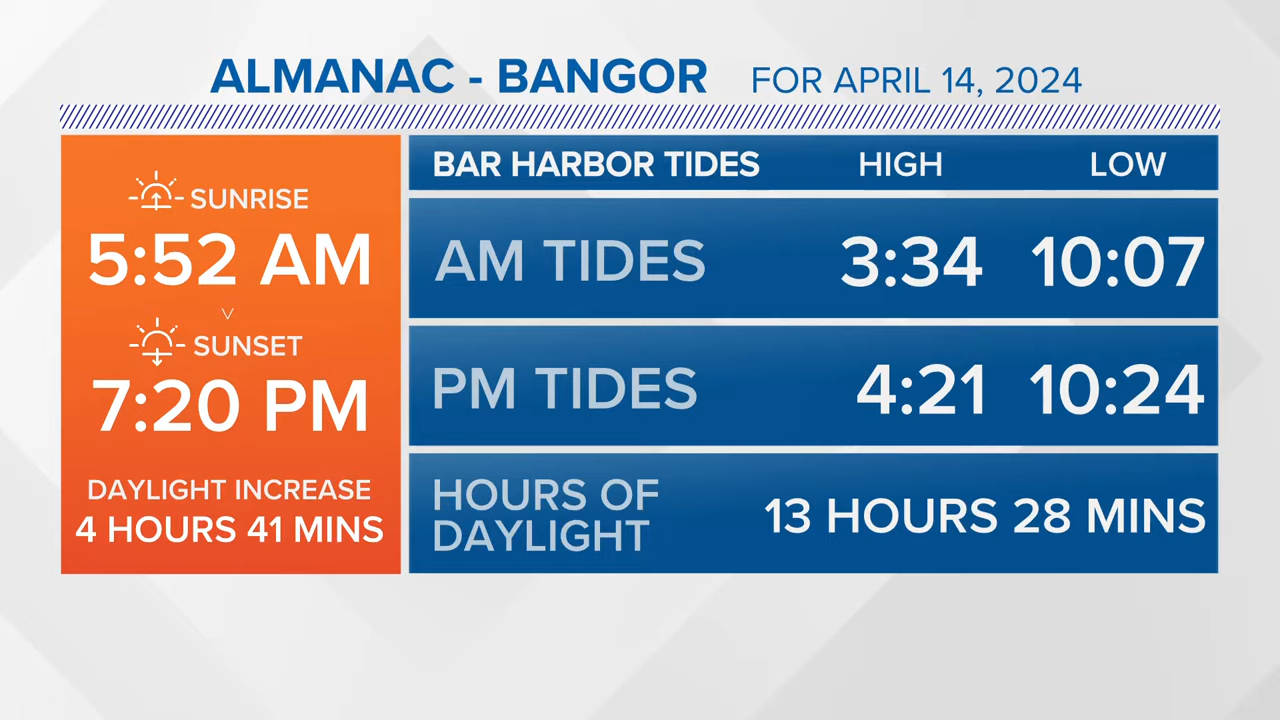 ALMANAC - BANGOR FOR APRIL 14, 2024
SUNRISE
5:52 AM
SUNSET
7:20 PM
DAYLIGHT INCREASE
4 HOURS 41 MINS
BAR HARBOR TIDES HIGH LOW
AM TIDES 3:34 10:07
PM TIDES 4:21 10:24
HOURS OF
DAYLIGHT
13 HOURS 28 MINS